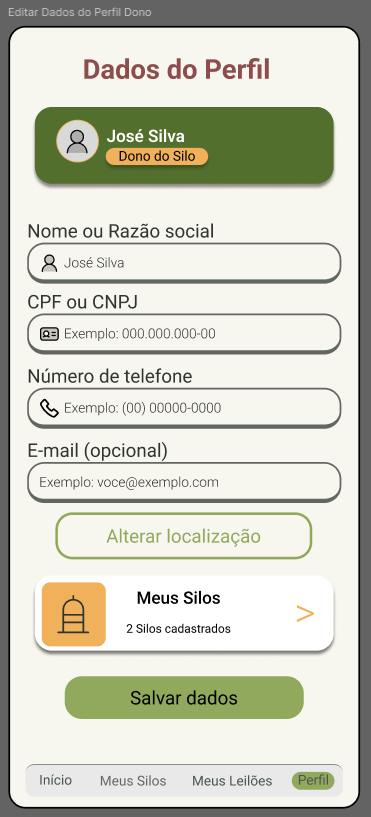 Editar Dados do Perfil Dono
Dados do Perfil
José Silva
Dono do Silo
Nome ou Razão social
José Silva
CPF ou CNPJ
Exemplo: 000.000.000-00
Número de telefone
Exemplo: (00) 00000-0000
E-mail (opcional)
Exemplo: voce@exemplo.com
Alterar localização
Meus Silos
2 Silos cadastrados
>
Salvar dados
Início Meus Silos Meus Leilões Perfil